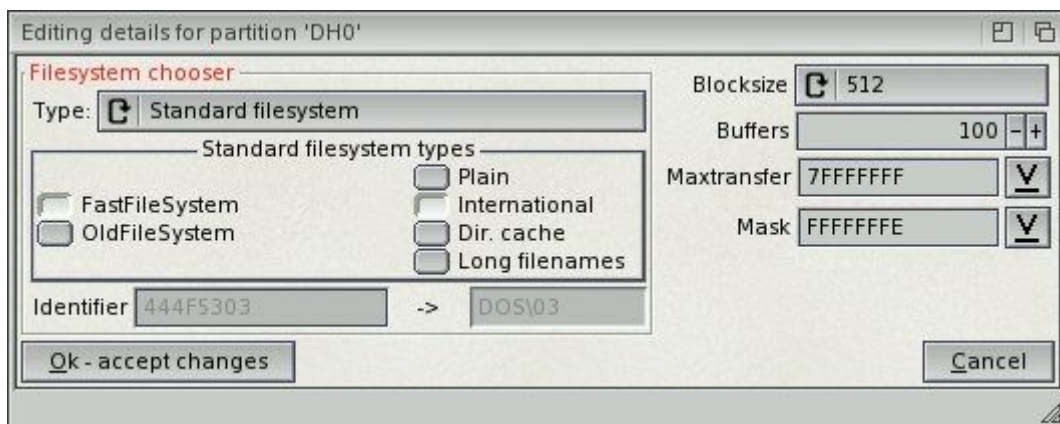 Editing details for partition 'DH0'
Filesystem chooser
Type: Standard filesystem
Standard filesystem types
FastFileSystem
OldFileSystem
Plain
International
Dir. cache
Long filenames
Identifier 444F5303 -> DOS\03
Blocksize 512
Buffers 100 - +
Maxtransfer 7FFFFFFF V
Mask FFFFFFFE V
Ok - accept changes
Cancel